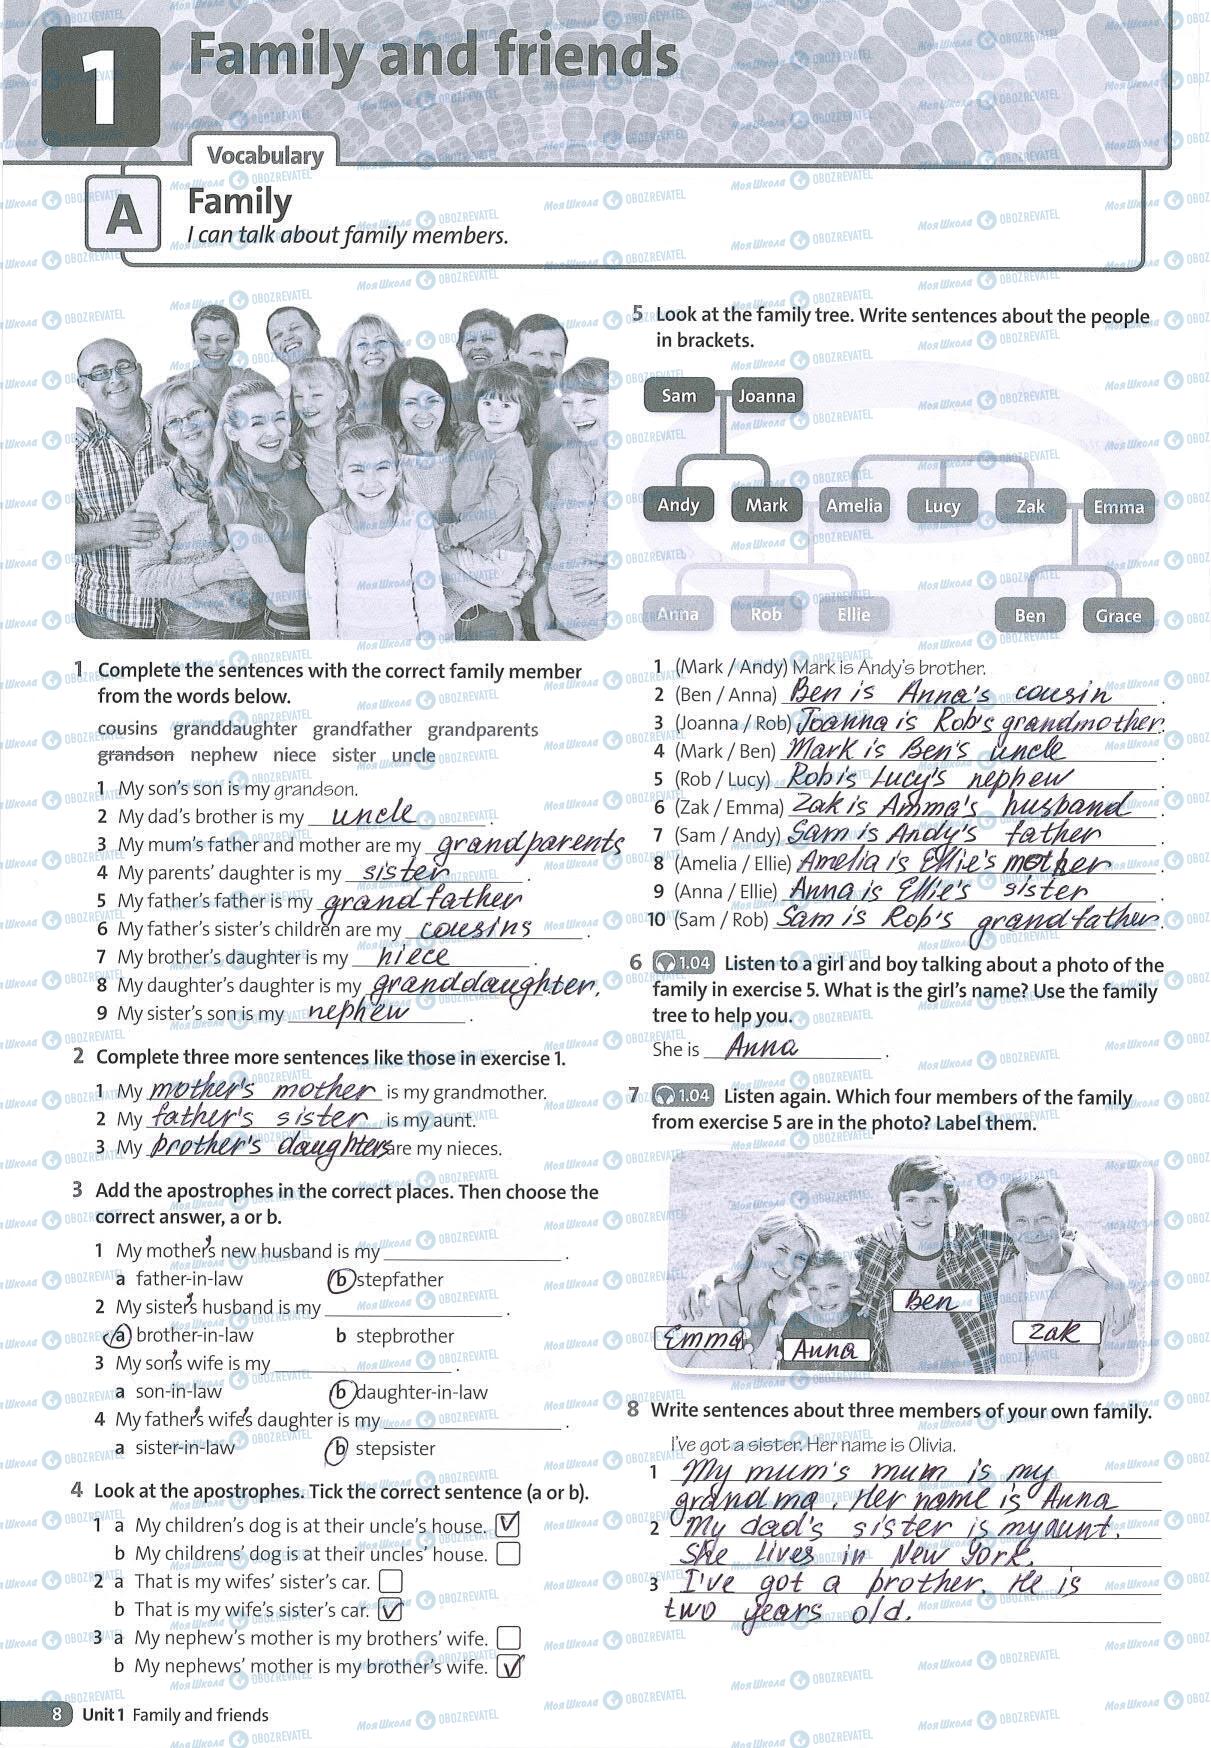 1
Family and friends
Vocabulary
A
Family
I can talk about family members.
1 Complete the sentences with the correct family member
from the words below.
cousins granddaughter grandfather grandparents
grandson nephew niece sister uncle
1 My son's son is my grandson.
2 My dad's brother is my uncle.
3 My mum's father and mother are my grandparents
4 My parents' daughter is my sister.
5 My father's father is my grandfather
6 My father's sister's children are my cousins.
7 My brother's daughter is my niece.
8 My daughter's daughter is my granddaughter.
9 My sister's son is my nephew.
2 Complete three more sentences like those in exercise 1.
1 My mother's mother is my grandmother.
2 My father's sister is my aunt.
3 My brother's daughters are my nieces.
3 Add the apostrophes in the correct places. Then choose the
correct answer, a or b.
1 My mother's new husband is my ____.
a father-in-law b stepfather
2 My sister's husband is my ____.
a brother-in-law b stepbrother
3 My son's wife is my ____.
a son-in-law b daughter-in-law
4 My father's wife's daughter is my ____.
a sister-in-law b stepsister
4 Look at the apostrophes. Tick the correct sentence (a or b).
1 a My children's dog is at their uncle's house. ✓
b My childrens' dog is at their uncles' house.
2 a That is my wifes' sister's car.
b That is my wife's sister's car. ✓
3 a My nephew's mother is my brothers' wife.
b My nephews' mother is my brother's wife. ✓
5 Look at the family tree. Write sentences about the people
in brackets.
Sam Joanna
Andy Mark Amelia Lucy Zak Emma
Anna Rob Ellie Ben Grace
1 (Mark / Andy) Mark is Andy's brother.
2 (Ben / Anna) Ben is Anna's cousin.
3 (Joanna / Rob) Joanna is Rob's grandmother.
4 (Mark / Ben) Mark is Ben's uncle.
5 (Rob / Lucy) Rob is Lucy's nephew.
6 (Zak / Emma) Zak is Amma's husband.
7 (Sam / Andy) Sam is Andy's father.
8 (Amelia / Ellie) Amelia is Ellie's mother.
9 (Anna / Ellie) Anna is Ellie's sister.
10 (Sam / Rob) Sam is Rob's grandfather.
6 1.04 Listen to a girl and boy talking about a photo of the
family in exercise 5. What is the girl's name? Use the family
tree to help you.
She is Anna.
7 1.04 Listen again. Which four members of the family
from exercise 5 are in the photo? Label them.
Ben
Emma Anna Zak
8 Write sentences about three members of your own family.
I've got a sister. Her name is Olivia.
1 My mum's mum is my
grandma. Her name is Anna
2 My dad's sister is my aunt.
She lives in New York.
3 I've got a brother. He is
two years old.
8 Unit 1 Family and friends
Моя Школа OBOZREVATEL